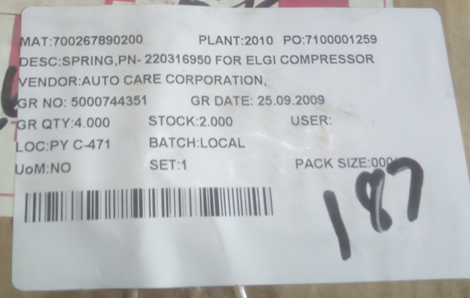 MAT:700267890200 PLANT:2010 PO:7100001259
DESC:SPRING,PN- 220316950 FOR ELGI COMPRESSOR
VENDOR:AUTO CARE CORPORATION,
GR NO: 5000744351 GR DATE: 25.09.2009
GR QTY:4.000 STOCK:2.000 USER:
LOC:PY C-471 BATCH:LOCAL
UoM:NO SET:1 PACK SIZE:000
187